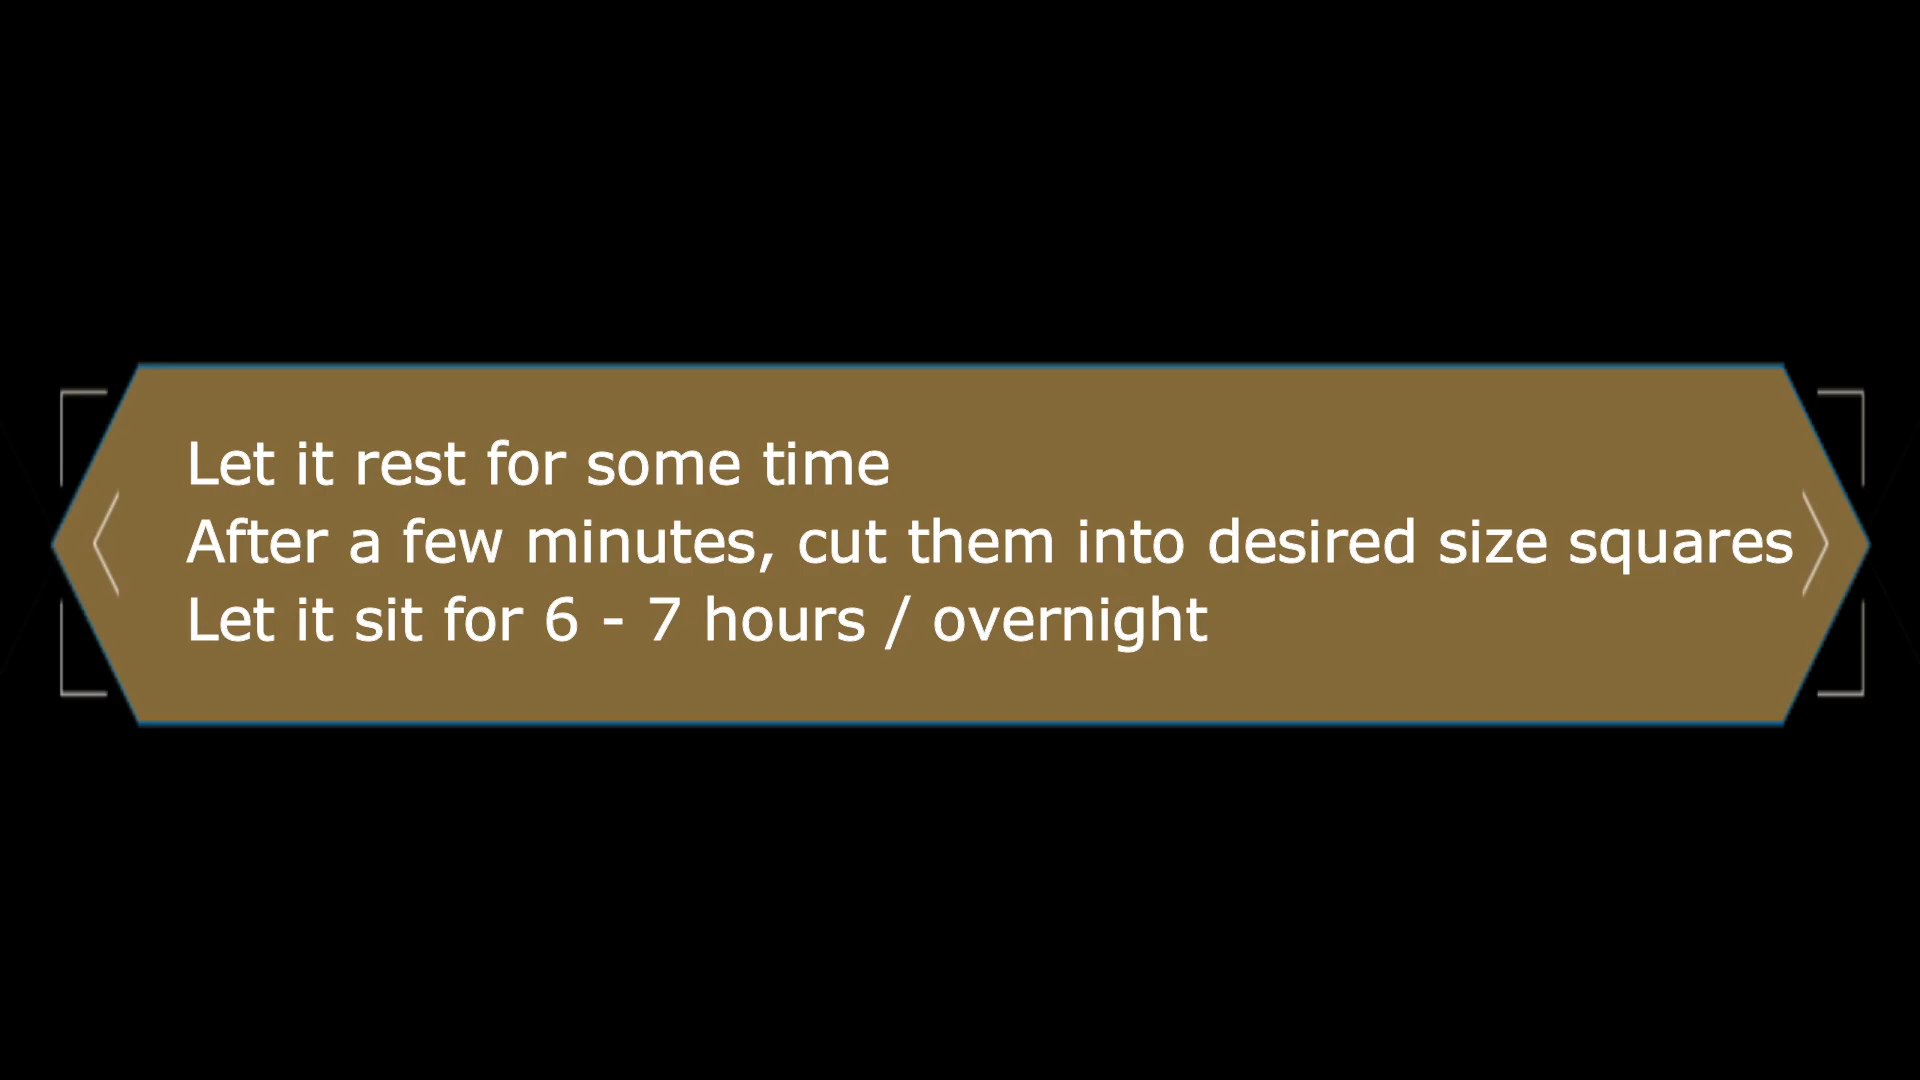 Let it rest for some time
After a few minutes, cut them into desired size squares
Let it sit for 6 - 7 hours / overnight